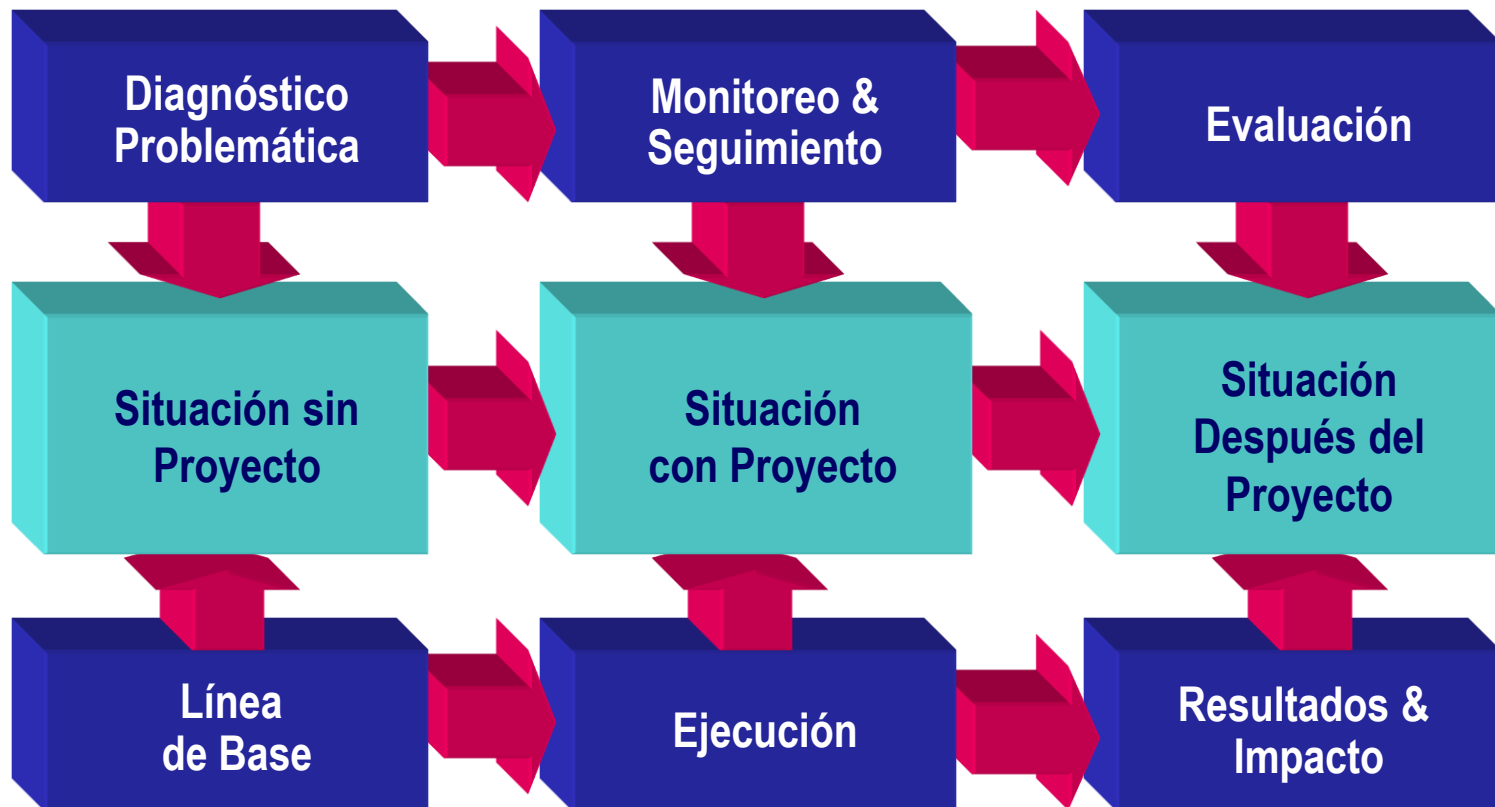 Diagnóstico
Problemática
Monitoreo &
Seguimiento
Evaluación
Situación sin
Proyecto
Situación
con Proyecto
Situación
Después del
Proyecto
Línea
de Base
Ejecución
Resultados &
Impacto